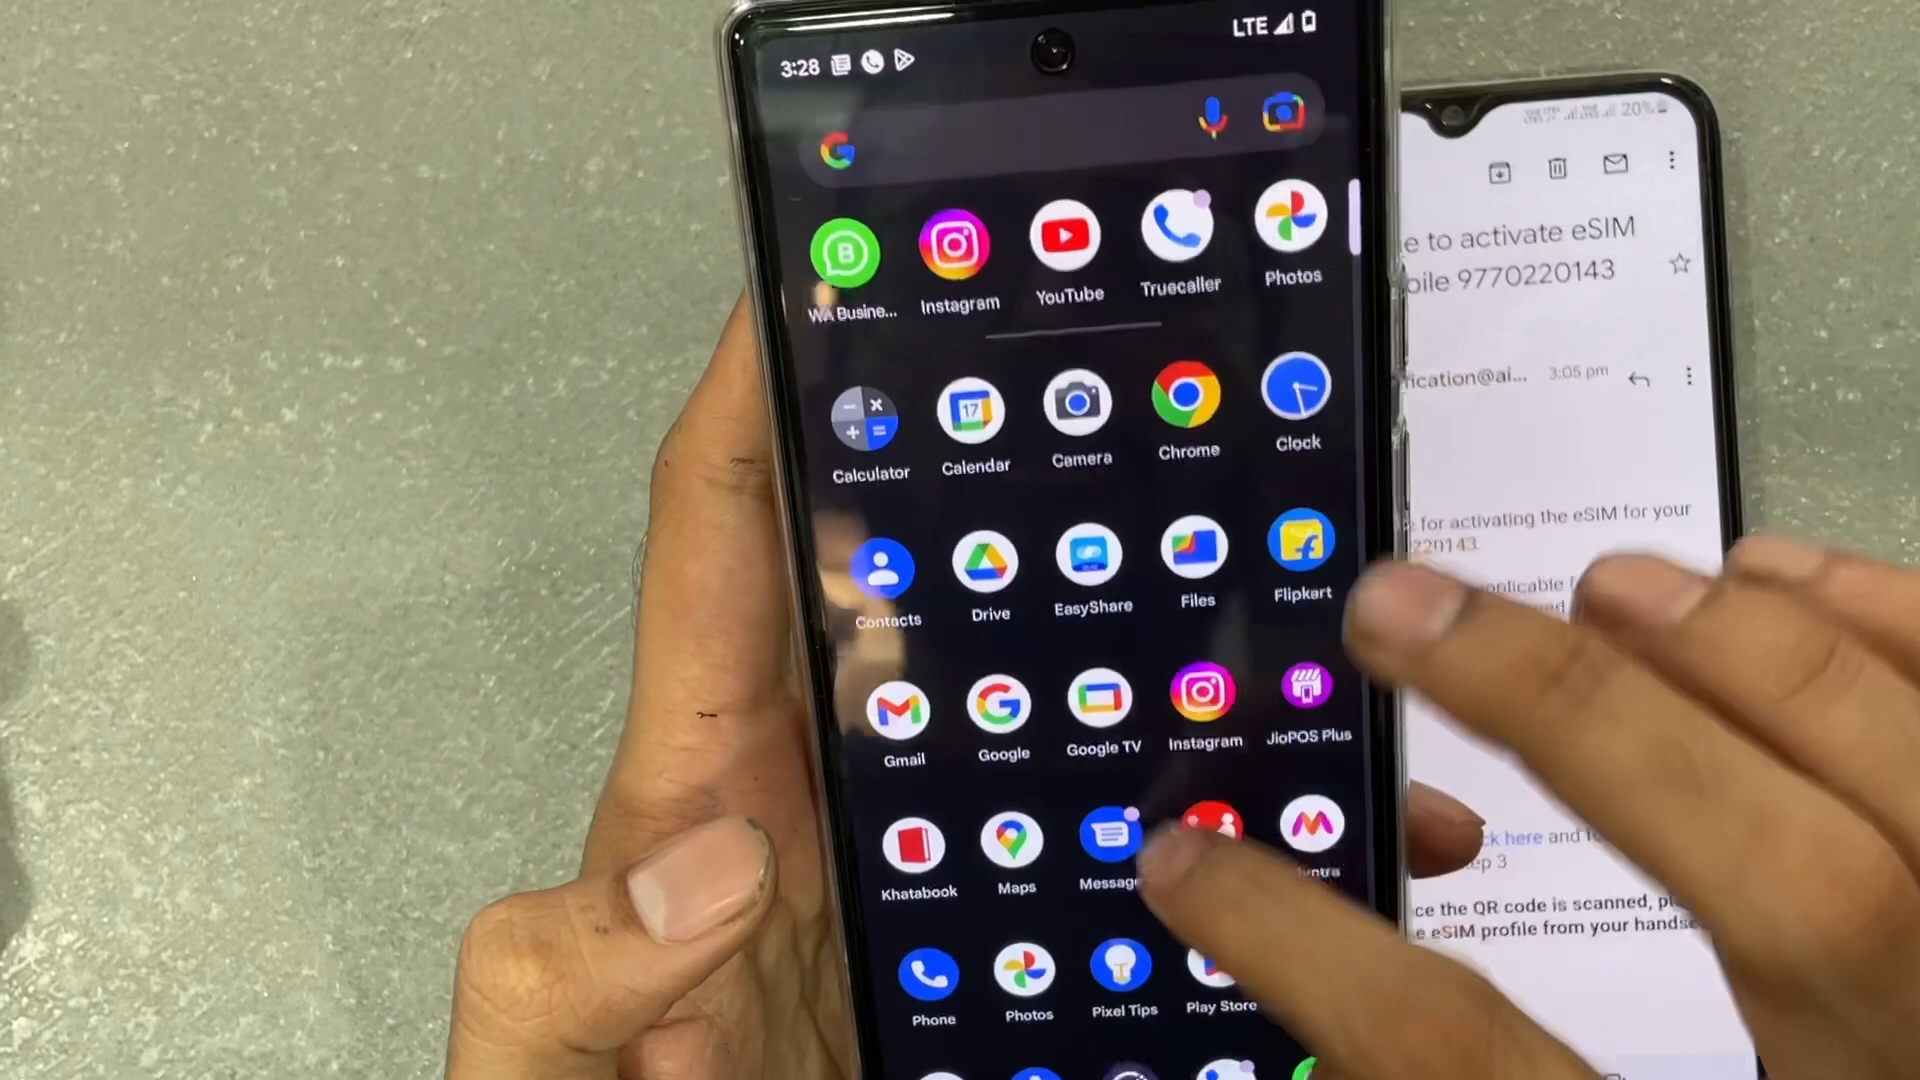 3:28
LTE
WA Busine...
Instagram
YouTube
Truecaller
Photos
Calculator
Calendar
17
Camera
Chrome
Clock
Contacts
Drive
EasyShare
Files
Flipkart
Gmail
Google
Google TV
Instagram
JioPOS Plus
Khatabook
Maps
Message
Phone
Photos
Pixel Tips
Play Store
20%
e to activate eSIM
bile 9770220143
fication@ai... 3:05 pm
for activating the eSIM for your
220143.
ck here and
ep 3
ce the QR code is scanned,
e eSIM profile from your handse